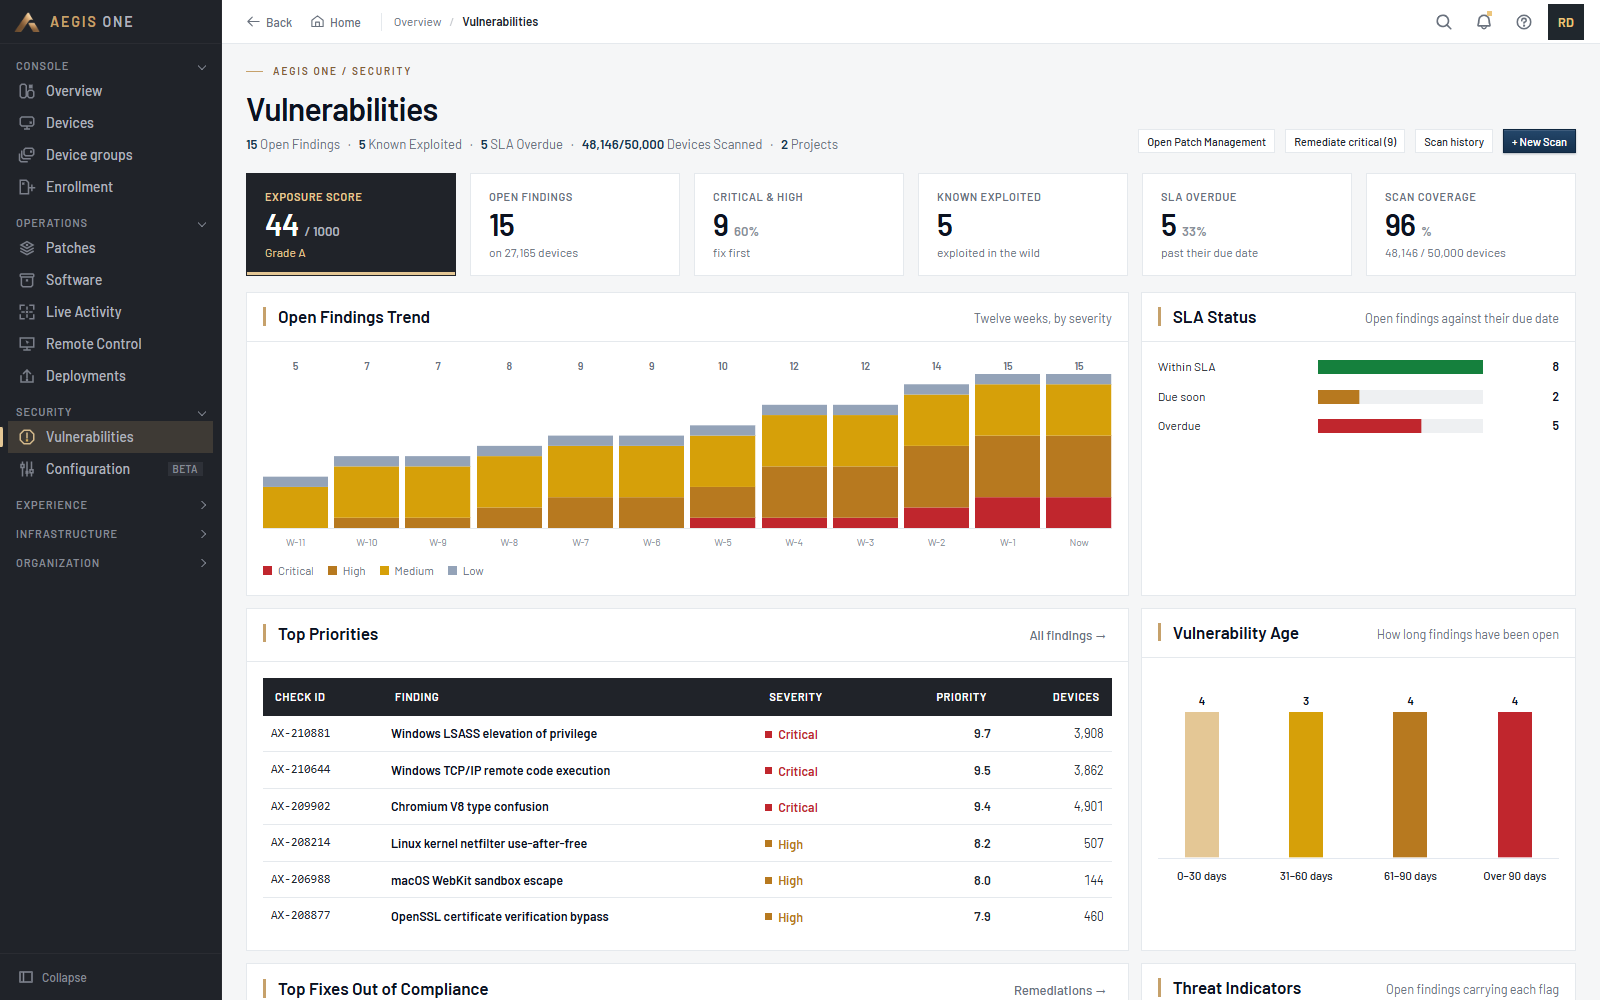 AEGIS ONE
CONSOLE
Overview
Devices
Device groups
Enrollment
OPERATIONS
Patches
Software
Live Activity
Remote Control
Deployments
SECURITY
Vulnerabilities
Configuration BETA
EXPERIENCE
INFRASTRUCTURE
ORGANIZATION
Collapse
Back Home Overview / Vulnerabilities
RD
AEGIS ONE / SECURITY
Vulnerabilities
15 Open Findings · 5 Known Exploited · 5 SLA Overdue · 48,146/50,000 Devices Scanned · 2 Projects
Open Patch Management Remediate critical (9) Scan history + New Scan
EXPOSURE SCORE
44 / 1000
Grade A
OPEN FINDINGS
15
on 27,165 devices
CRITICAL & HIGH
9 60%
fix first
KNOWN EXPLOITED
5
exploited in the wild
SLA OVERDUE
5 33%
past their due date
SCAN COVERAGE
96 %
48,146 / 50,000 devices
Open Findings Trend Twelve weeks, by severity
5 7 7 8 9 9 10 12 12 14 15 15
W-11 W-10 W-9 W-8 W-7 W-6 W-5 W-4 W-3 W-2 W-1 Now
Critical High Medium Low
SLA Status Open findings against their due date
Within SLA 8
Due soon 2
Overdue 5
Top Priorities All findings →
CHECK ID FINDING SEVERITY PRIORITY DEVICES
AX-210881 Windows LSASS elevation of privilege Critical 9.7 3,908
AX-210644 Windows TCP/IP remote code execution Critical 9.5 3,862
AX-209902 Chromium V8 type confusion Critical 9.4 4,901
AX-208214 Linux kernel netfilter use-after-free High 8.2 507
AX-206988 macOS WebKit sandbox escape High 8.0 144
AX-208877 OpenSSL certificate verification bypass High 7.9 460
Vulnerability Age How long findings have been open
4 3 4 4
0–30 days 31–60 days 61–90 days Over 90 days
Top Fixes Out of Compliance Remediations →
Threat Indicators Open findings carrying each flag